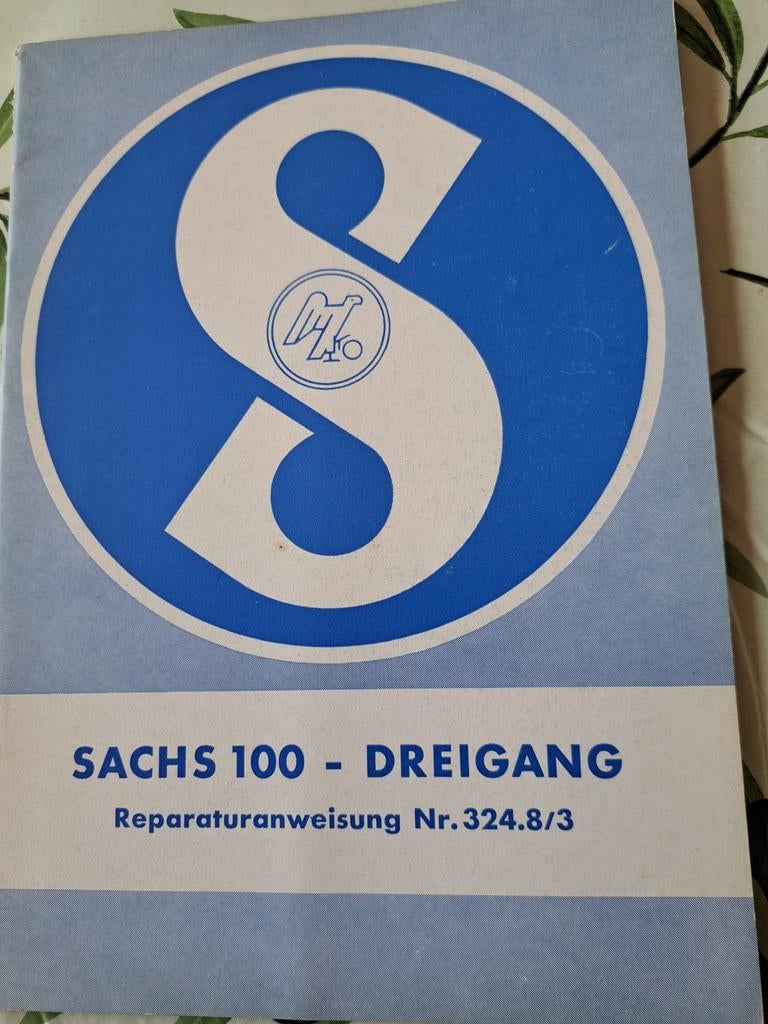 S
SACHS 100 - DREIGANG
Reparaturanweisung Nr. 324.8/3